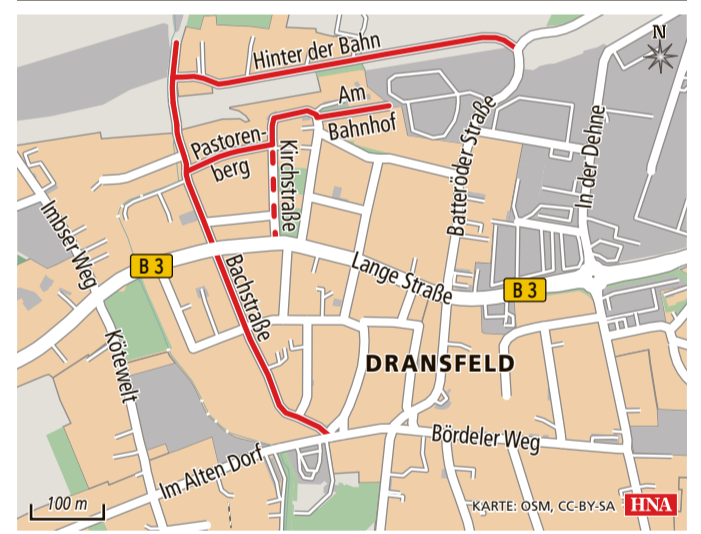 Hinter der Bahn
N
Am
Bahnhof
Pastoren-
berg
Kirchstraße
Batteröder Straße
In der Dehne
Imbser Weg
B 3
Bachstraße
Lange Straße
B 3
Kötewelt
DRANSFELD
Im Alten Dorf
Bördeler Weg
100 m
KARTE: OSM, CC-BY-SA HNA